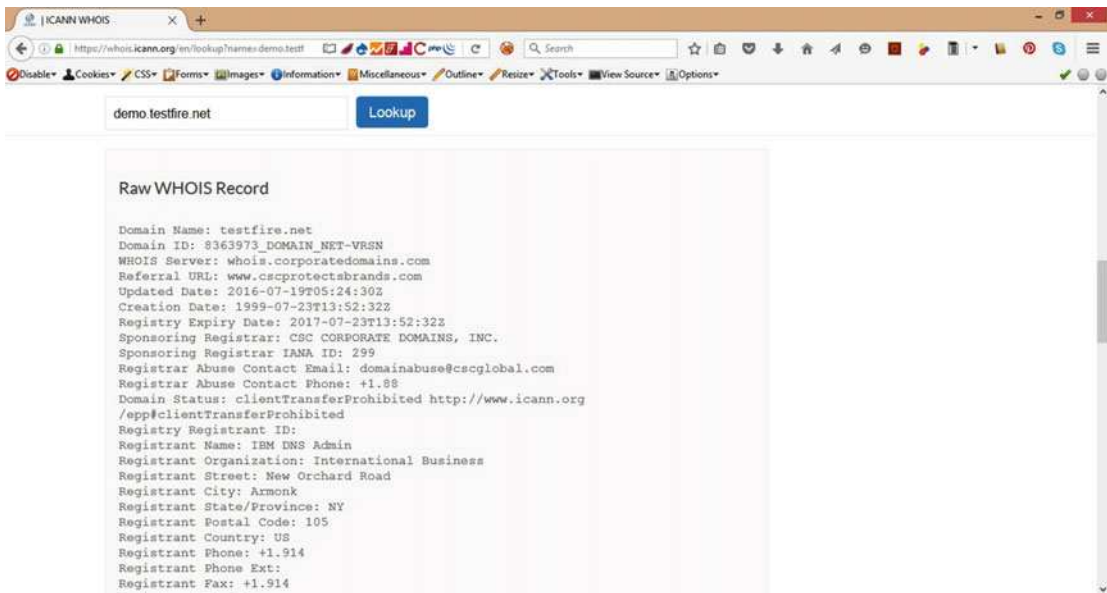 | ICANN WHOIS
https://whois.icann.org/en/lookup?name=demo.testf
Search
Disable Cookies CSS Forms Images Information Miscellaneous Outline Resize Tools View Source Options
demo.testfire.net
Lookup
Raw WHOIS Record
Domain Name: testfire.net
Domain ID: 8363973_DOMAIN_NET-VRSN
WHOIS Server: whois.corporatedomains.com
Referral URL: www.cscprotectsbrands.com
Updated Date: 2016-07-19T05:24:30Z
Creation Date: 1999-07-23T13:52:32Z
Registry Expiry Date: 2017-07-23T13:52:32Z
Sponsoring Registrar: CSC CORPORATE DOMAINS, INC.
Sponsoring Registrar IANA ID: 299
Registrar Abuse Contact Email: domainabuse@cscglobal.com
Registrar Abuse Contact Phone: +1.88
Domain Status: clientTransferProhibited http://www.icann.org
/epp#clientTransferProhibited
Registry Registrant ID:
Registrant Name: IBM DNS Admin
Registrant Organization: International Business
Registrant Street: New Orchard Road
Registrant City: Armonk
Registrant State/Province: NY
Registrant Postal Code: 105
Registrant Country: US
Registrant Phone: +1.914
Registrant Phone Ext:
Registrant Fax: +1.914